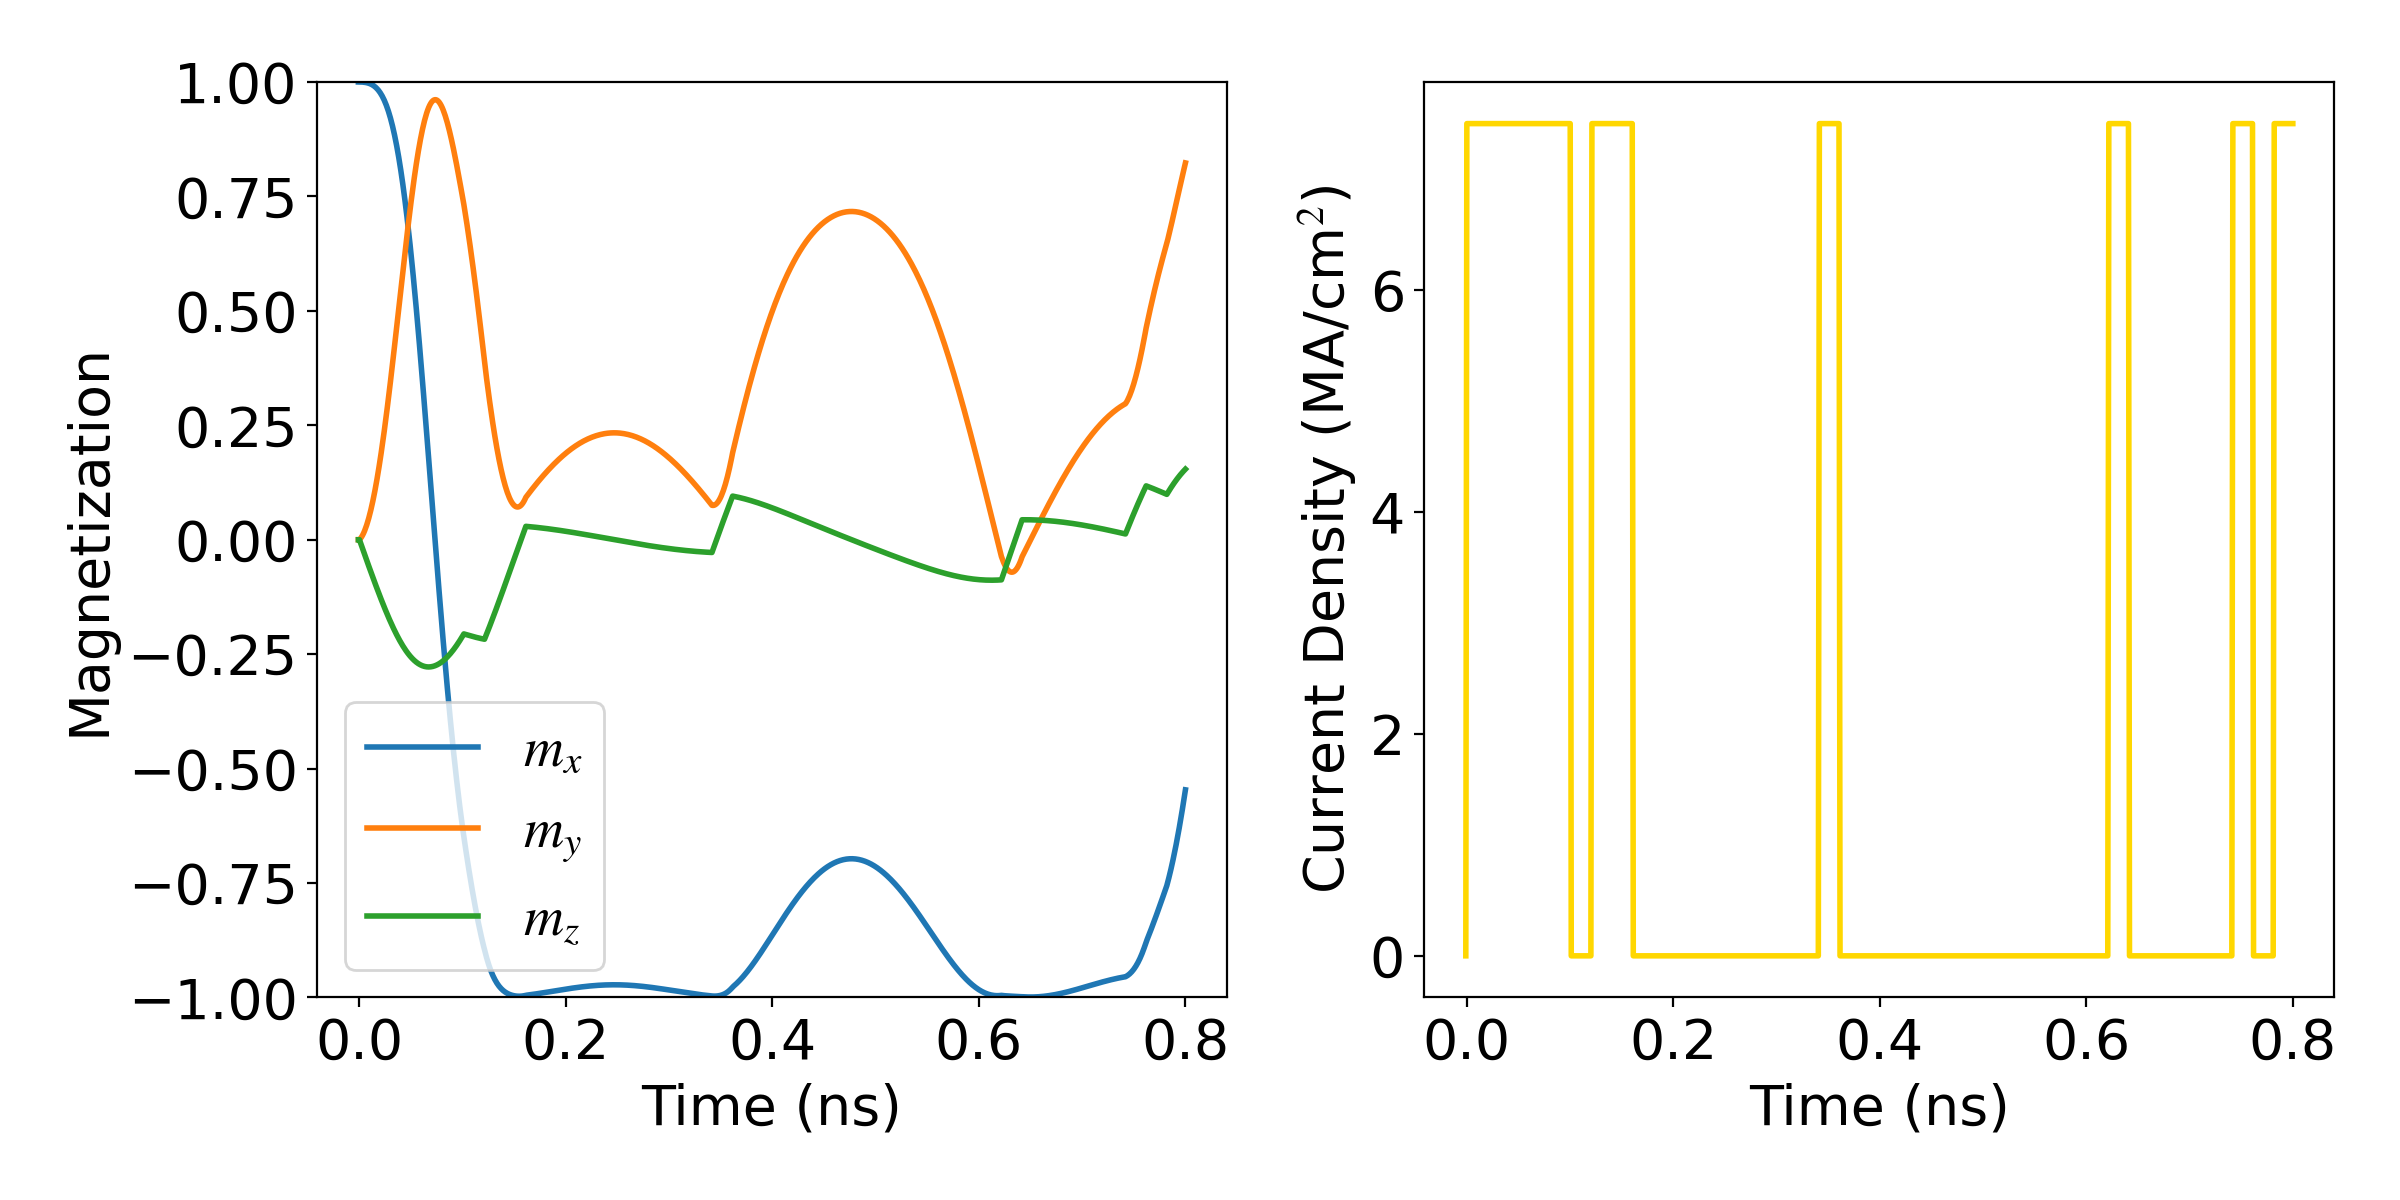 1.00
0.75
0.50
0.25
0.00
−0.25
−0.50
−0.75
−1.00
Magnetization
m_x
m_y
m_z
0.0 0.2 0.4 0.6 0.8
Time (ns)
6
4
2
0
Current Density (MA/cm²)
0.0 0.2 0.4 0.6 0.8
Time (ns)